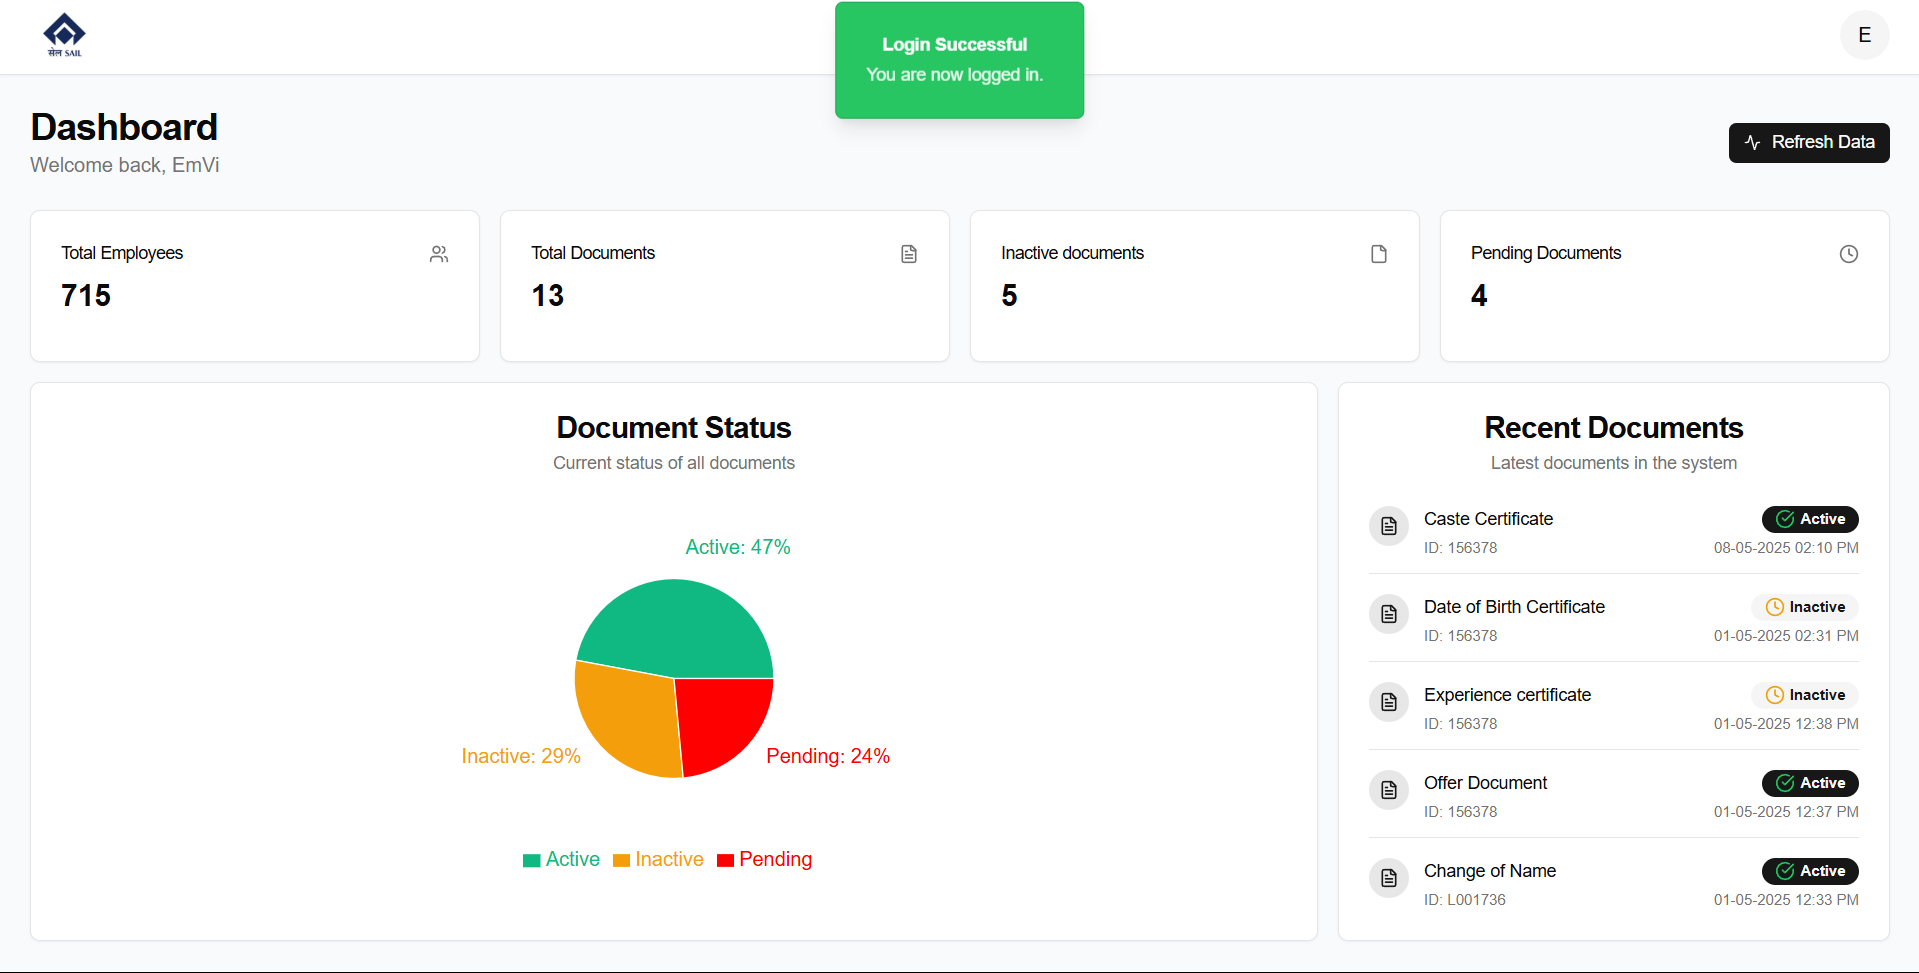 सेल SAIL
Login Successful
You are now logged in.
E
Dashboard
Welcome back, EmVi
Refresh Data
Total Employees
715
Total Documents
13
Inactive documents
5
Pending Documents
4
Document Status
Current status of all documents
Active: 47%
Inactive: 29%
Pending: 24%
Active Inactive Pending
Recent Documents
Latest documents in the system
Caste Certificate Active
ID: 156378 08-05-2025 02:10 PM
Date of Birth Certificate Inactive
ID: 156378 01-05-2025 02:31 PM
Experience certificate Inactive
ID: 156378 01-05-2025 12:38 PM
Offer Document Active
ID: 156378 01-05-2025 12:37 PM
Change of Name Active
ID: L001736 01-05-2025 12:33 PM